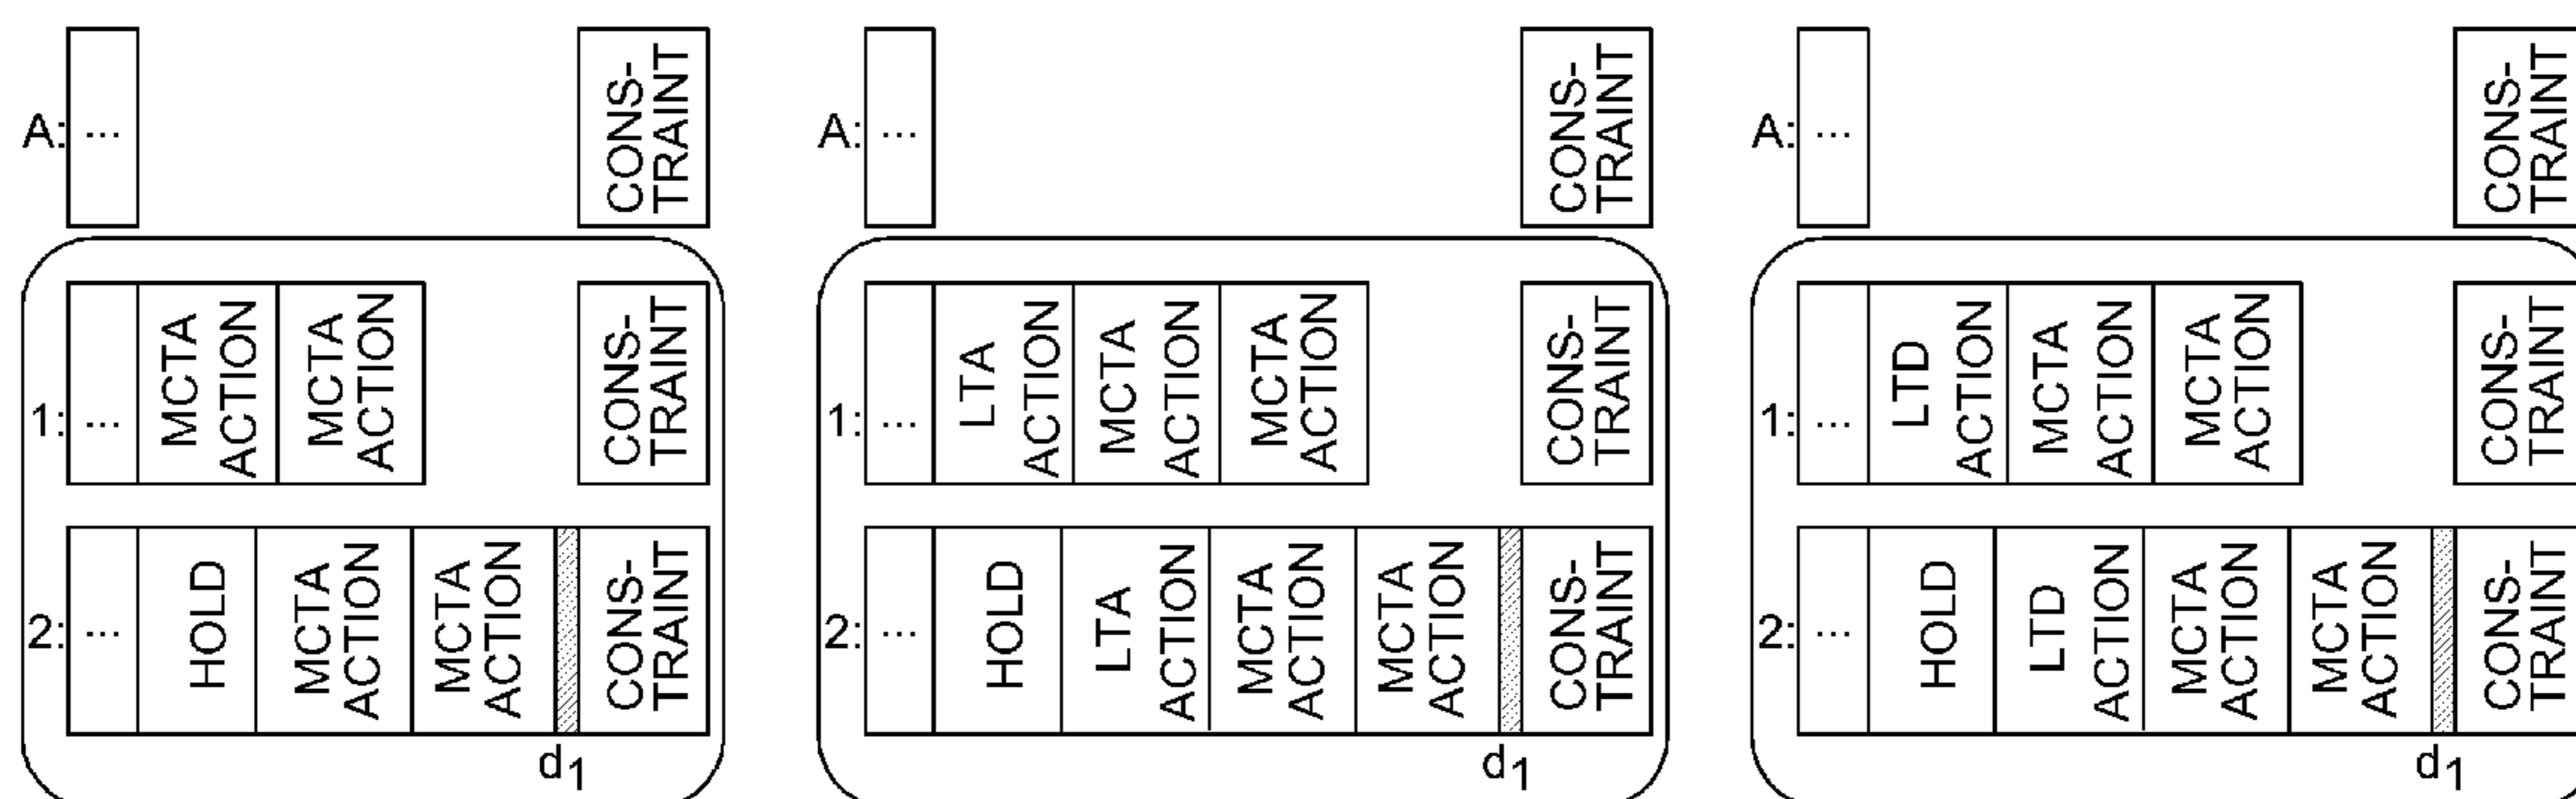 A: ... CONS-
TRAINT
1: ... MCTA
ACTION MCTA
ACTION CONS-
TRAINT
2: ... HOLD MCTA
ACTION MCTA
ACTION CONS-
TRAINT
d1
A: ... CONS-
TRAINT
1: ... LTA
ACTION MCTA
ACTION MCTA
ACTION CONS-
TRAINT
2: ... HOLD LTA
ACTION MCTA
ACTION MCTA
ACTION CONS-
TRAINT
d1
A: ... CONS-
TRAINT
1: ... LTD
ACTION MCTA
ACTION MCTA
ACTION CONS-
TRAINT
2: ... HOLD LTD
ACTION MCTA
ACTION MCTA
ACTION CONS-
TRAINT
d1